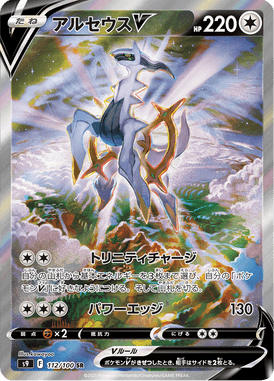 たね アルセウスV HP 220
トリニティチャージ
自分の山札から基本エネルギーを3枚まで選び、自分の「ポケモンV」に好きなようにつける。そして山札を切る。
パワーエッジ 130
弱点 ×2 抵抗力 にげる
Vルール
ポケモンVがきぜつしたとき、相手はサイドを2枚とる。
Illus. kawayoo
S9 F 112/100 SR